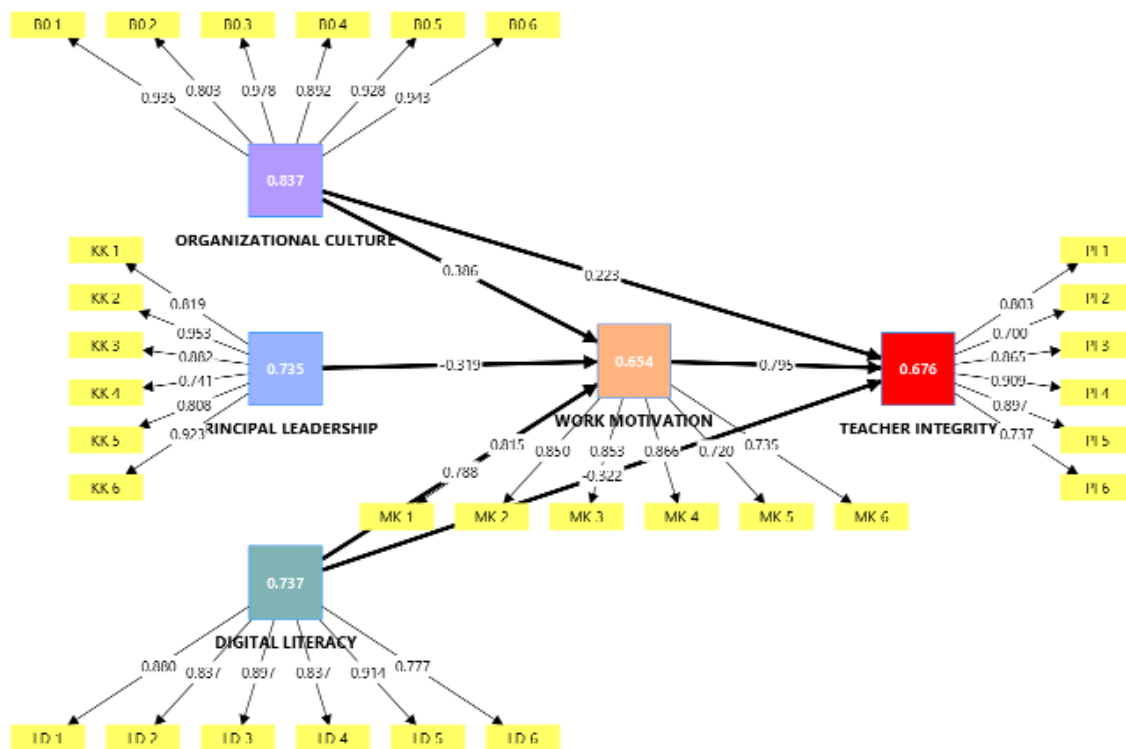 BO 1 BO 2 BO 3 BO 4 BO 5 BO 6
0.935 0.803 0.978 0.892 0.928 0.943
0.837
ORGANIZATIONAL CULTURE
KK 1
KK 2
KK 3
KK 4
KK 5
KK 6
0.819
0.953
0.882
0.741
0.808
0.923
0.735
RINCIPAL LEADERSHIP
0.386
0.223
-0.319
0.654
WORK MOTIVATION
0.795
0.676
TEACHER INTEGRITY
PI 1
PI 2
PI 3
PI 4
PI 5
PI 6
0.803
0.700
0.865
0.909
0.897
0.737
0.815 0.850 0.853 0.866 0.720 0.735
0.788
-0.322
MK 1 MK 2 MK 3 MK 4 MK 5 MK 6
0.737
DIGITAL LITERACY
0.880 0.837 0.897 0.837 0.914 0.777
LD 1 LD 2 LD 3 LD 4 LD 5 LD 6